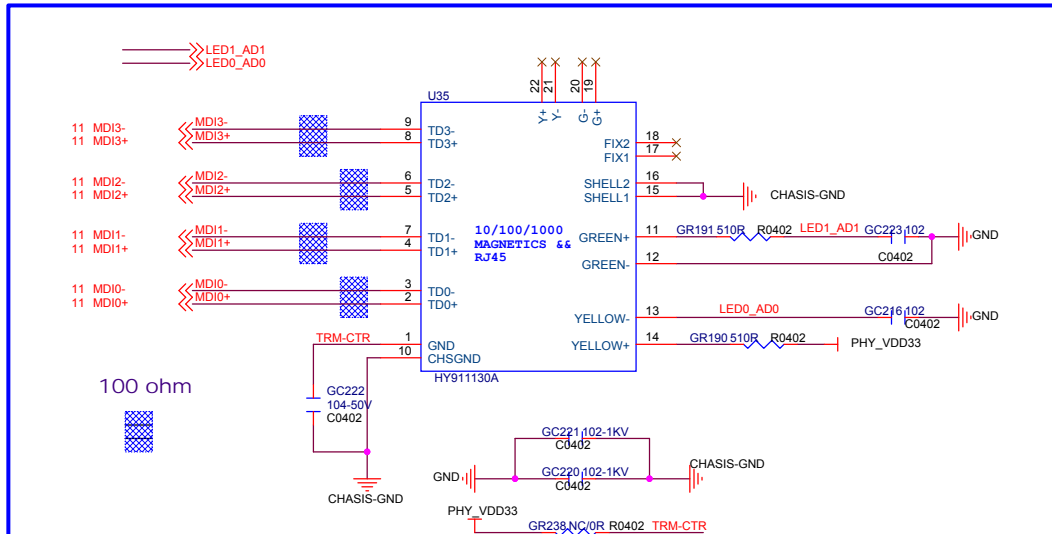 LED1_AD1
LED0_AD0
U35
22 21 20 19
Y+ Y- G- G+
11 MDI3- MDI3- 9 TD3-
11 MDI3+ MDI3+ 8 TD3+
FIX2 18
FIX1 17
11 MDI2- MDI2- 6 TD2-
11 MDI2+ MDI2+ 5 TD2+
SHELL2 16
SHELL1 15
CHASIS-GND
11 MDI1- MDI1- 7 TD1-
11 MDI1+ MDI1+ 4 TD1+
10/100/1000
MAGNETICS &&
RJ45
GREEN+ 11 GR191 510R R0402 LED1_AD1 GC223 102
C0402
GND
GREEN- 12
11 MDI0- MDI0- 3 TD0-
11 MDI0+ MDI0+ 2 TD0+
YELLOW- 13 LED0_AD0 GC216 102
C0402
GND
YELLOW+ 14 GR190 510R R0402 PHY_VDD33
TRM-CTR 1 GND
10 CHSGND
HY911130A
100 ohm
GC222
104-50V
C0402
CHASIS-GND
GC221 102-1KV
C0402
GND GC220 102-1KV CHASIS-GND
C0402
PHY_VDD33
GR238 NC/0R R0402 TRM-CTR